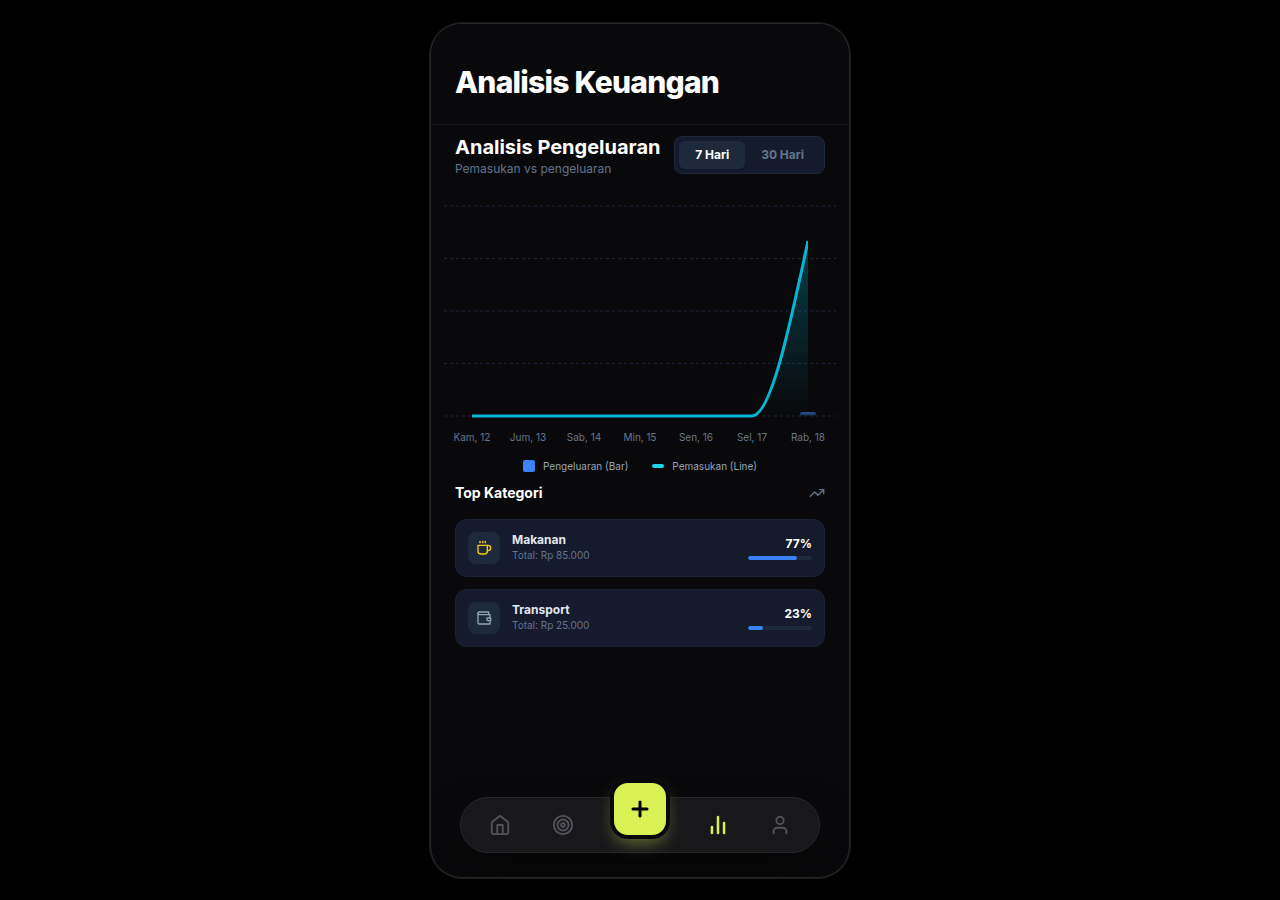 Analisis Keuangan
Analisis Pengeluaran
Pemasukan vs pengeluaran
7 Hari
30 Hari
Kam, 12
Jum, 13
Sab, 14
Min, 15
Sen, 16
Sel, 17
Rab, 18
Pengeluaran (Bar)
Pemasukan (Line)
Top Kategori
Makanan
Total: Rp 85.000
77%
Transport
Total: Rp 25.000
23%